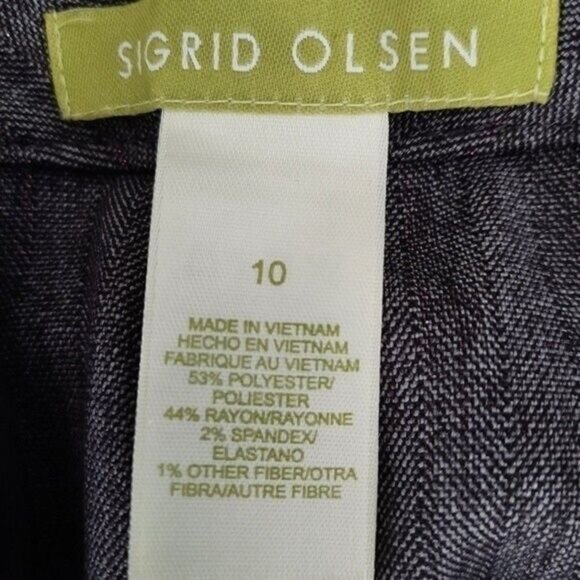 SIGRID OLSEN
10
MADE IN VIETNAM
HECHO EN VIETNAM
FABRIQUE AU VIETNAM
53% POLYESTER/
POLIESTER
44% RAYON/RAYONNE
2% SPANDEX/
ELASTANO
1% OTHER FIBER/OTRA
FIBRA/AUTRE FIBRE